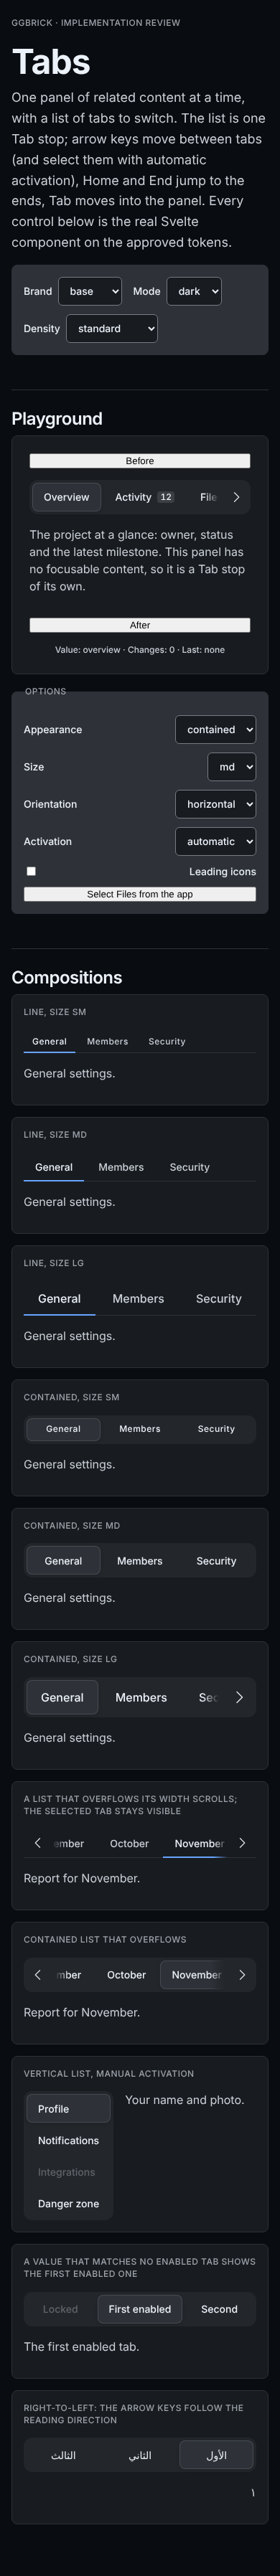 GGBRICK · IMPLEMENTATION REVIEW
Tabs
One panel of related content at a time,
with a list of tabs to switch. The list is one
Tab stop; arrow keys move between tabs
(and select them with automatic
activation), Home and End jump to the
ends, Tab moves into the panel. Every
control below is the real Svelte
component on the approved tokens.
Brand base Mode dark
Density standard
Playground
Before
Overview Activity 12 File
The project at a glance: owner, status
and the latest milestone. This panel has
no focusable content, so it is a Tab stop
of its own.
After
Value: overview · Changes: 0 · Last: none
OPTIONS
Appearance contained
Size md
Orientation horizontal
Activation automatic
Leading icons
Select Files from the app
Compositions
LINE, SIZE SM
General Members Security
General settings.
LINE, SIZE MD
General Members Security
General settings.
LINE, SIZE LG
General Members Security
General settings.
CONTAINED, SIZE SM
General Members Security
General settings.
CONTAINED, SIZE MD
General Members Security
General settings.
CONTAINED, SIZE LG
General Members Sec
General settings.
A LIST THAT OVERFLOWS ITS WIDTH SCROLLS;
THE SELECTED TAB STAYS VISIBLE
ember October November
Report for November.
CONTAINED LIST THAT OVERFLOWS
mber October November
Report for November.
VERTICAL LIST, MANUAL ACTIVATION
Profile Your name and photo.
Notifications
Integrations
Danger zone
A VALUE THAT MATCHES NO ENABLED TAB SHOWS
THE FIRST ENABLED ONE
Locked First enabled Second
The first enabled tab.
RIGHT-TO-LEFT: THE ARROW KEYS FOLLOW THE
READING DIRECTION
الأول الثاني الثالث
١